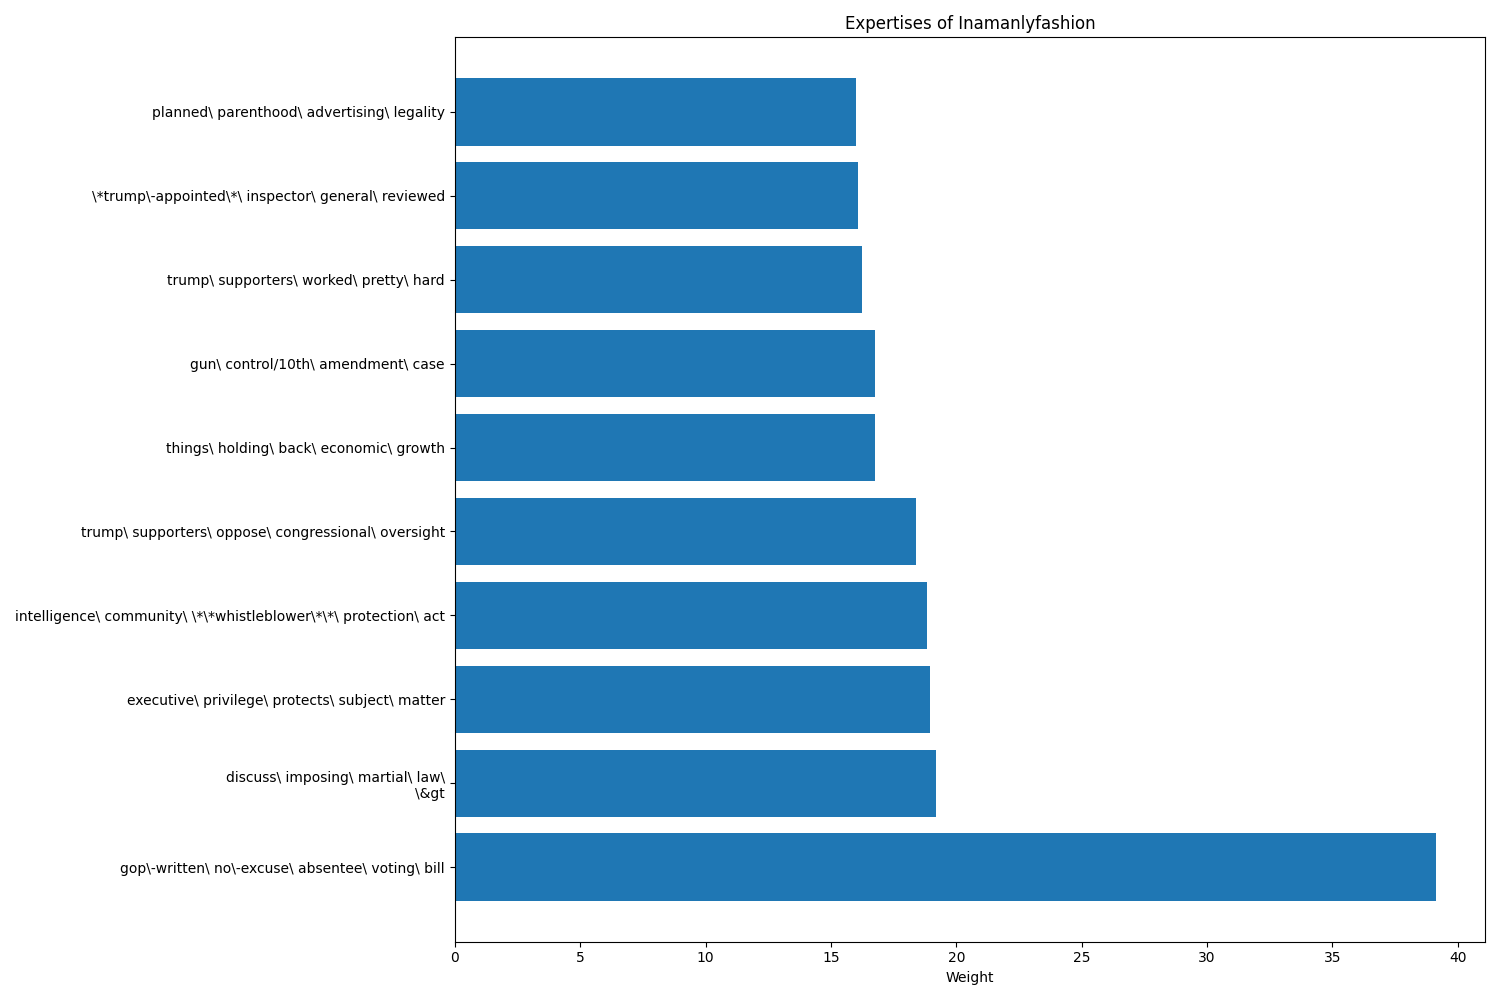 Expertises of Inamanlyfashion
planned\ parenthood\ advertising\ legality
\*trump\-appointed\*\ inspector\ general\ reviewed
trump\ supporters\ worked\ pretty\ hard
gun\ control/10th\ amendment\ case
things\ holding\ back\ economic\ growth
trump\ supporters\ oppose\ congressional\ oversight
intelligence\ community\ \*\*whistleblower\*\*\ protection\ act
executive\ privilege\ protects\ subject\ matter
discuss\ imposing\ martial\ law\
\&gt
gop\-written\ no\-excuse\ absentee\ voting\ bill
0 5 10 15 20 25 30 35 40
Weight